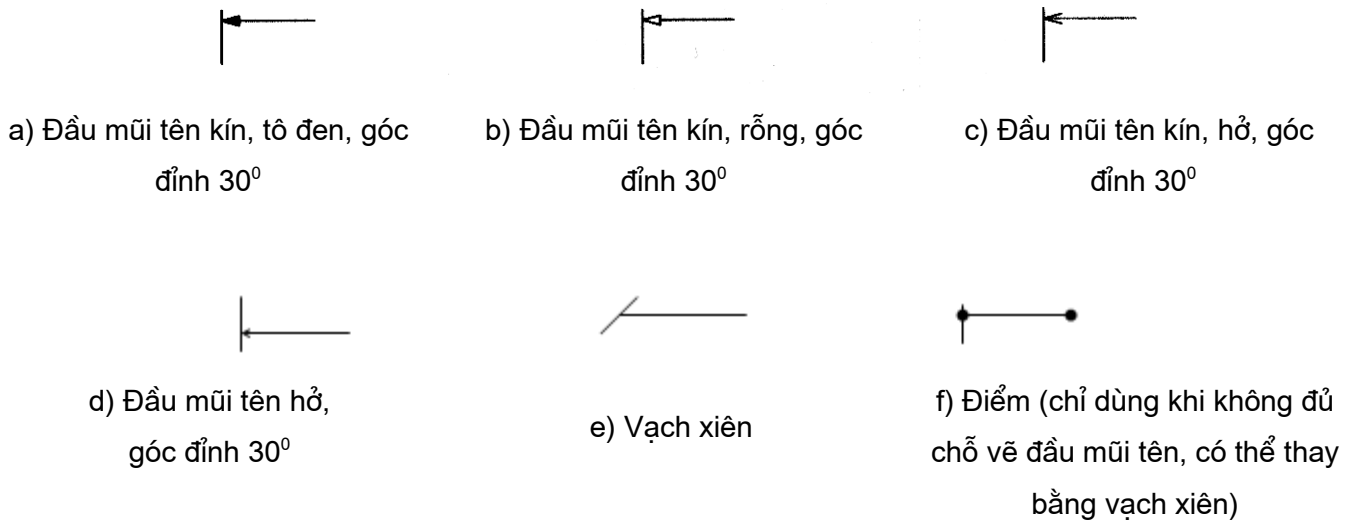 a) Đầu mũi tên kín, tô đen, góc
đỉnh 30⁰
b) Đầu mũi tên kín, rỗng, góc
đỉnh 30⁰
c) Đầu mũi tên kín, hở, góc
đỉnh 30⁰
d) Đầu mũi tên hở,
góc đỉnh 30⁰
e) Vạch xiên
f) Điểm (chỉ dùng khi không đủ
chỗ vẽ đầu mũi tên, có thể thay
bằng vạch xiên)